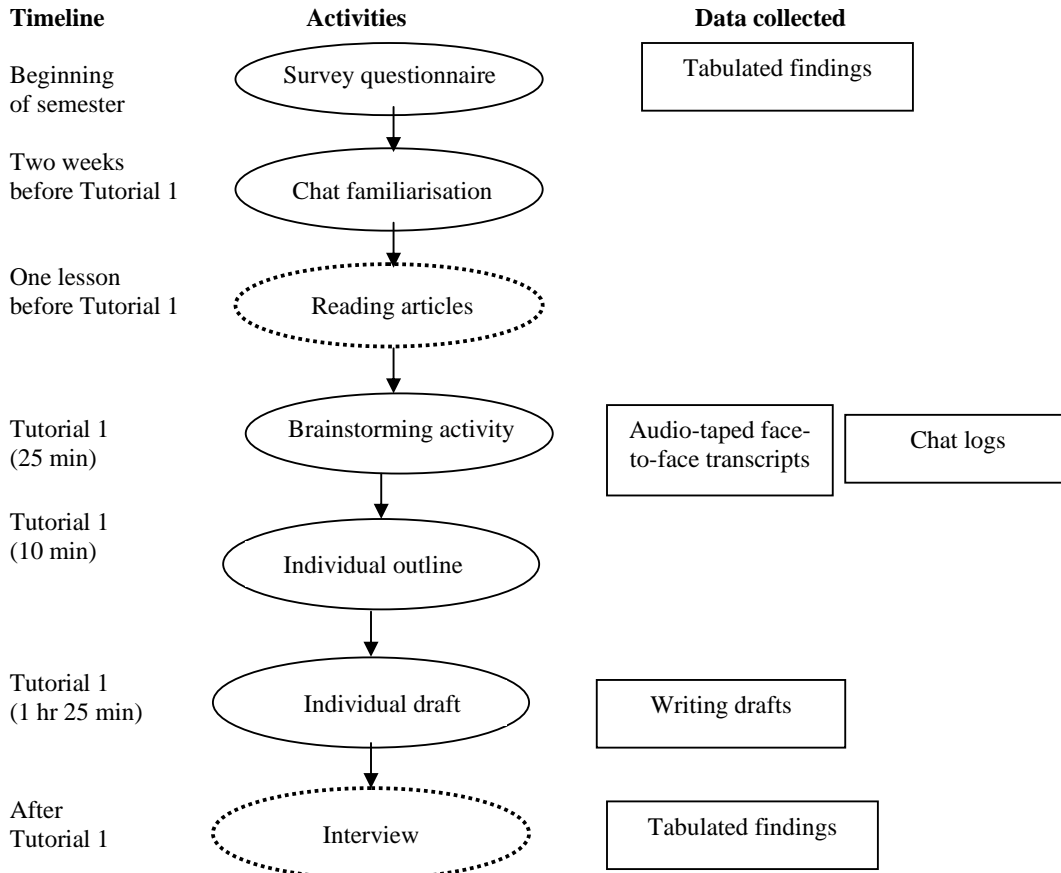 Timeline Activities Data collected
Beginning
of semester
Survey questionnaire
Tabulated findings
Two weeks
before Tutorial 1
Chat familiarisation
One lesson
before Tutorial 1
Reading articles
Tutorial 1
(25 min)
Brainstorming activity
Audio-taped face-
to-face transcripts
Chat logs
Tutorial 1
(10 min)
Individual outline
Tutorial 1
(1 hr 25 min)
Individual draft
Writing drafts
After
Tutorial 1
Interview
Tabulated findings